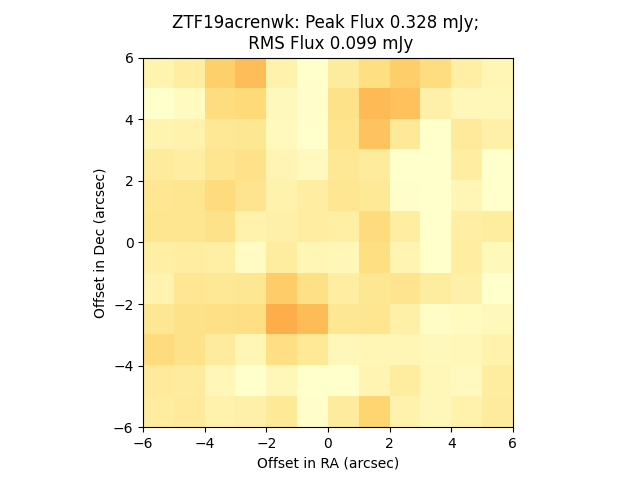 ZTF19acrenwk: Peak Flux 0.328 mJy;
RMS Flux 0.099 mJy
6
4
2
0
−2
−4
−6
Offset in Dec (arcsec)
−6 −4 −2 0 2 4 6
Offset in RA (arcsec)